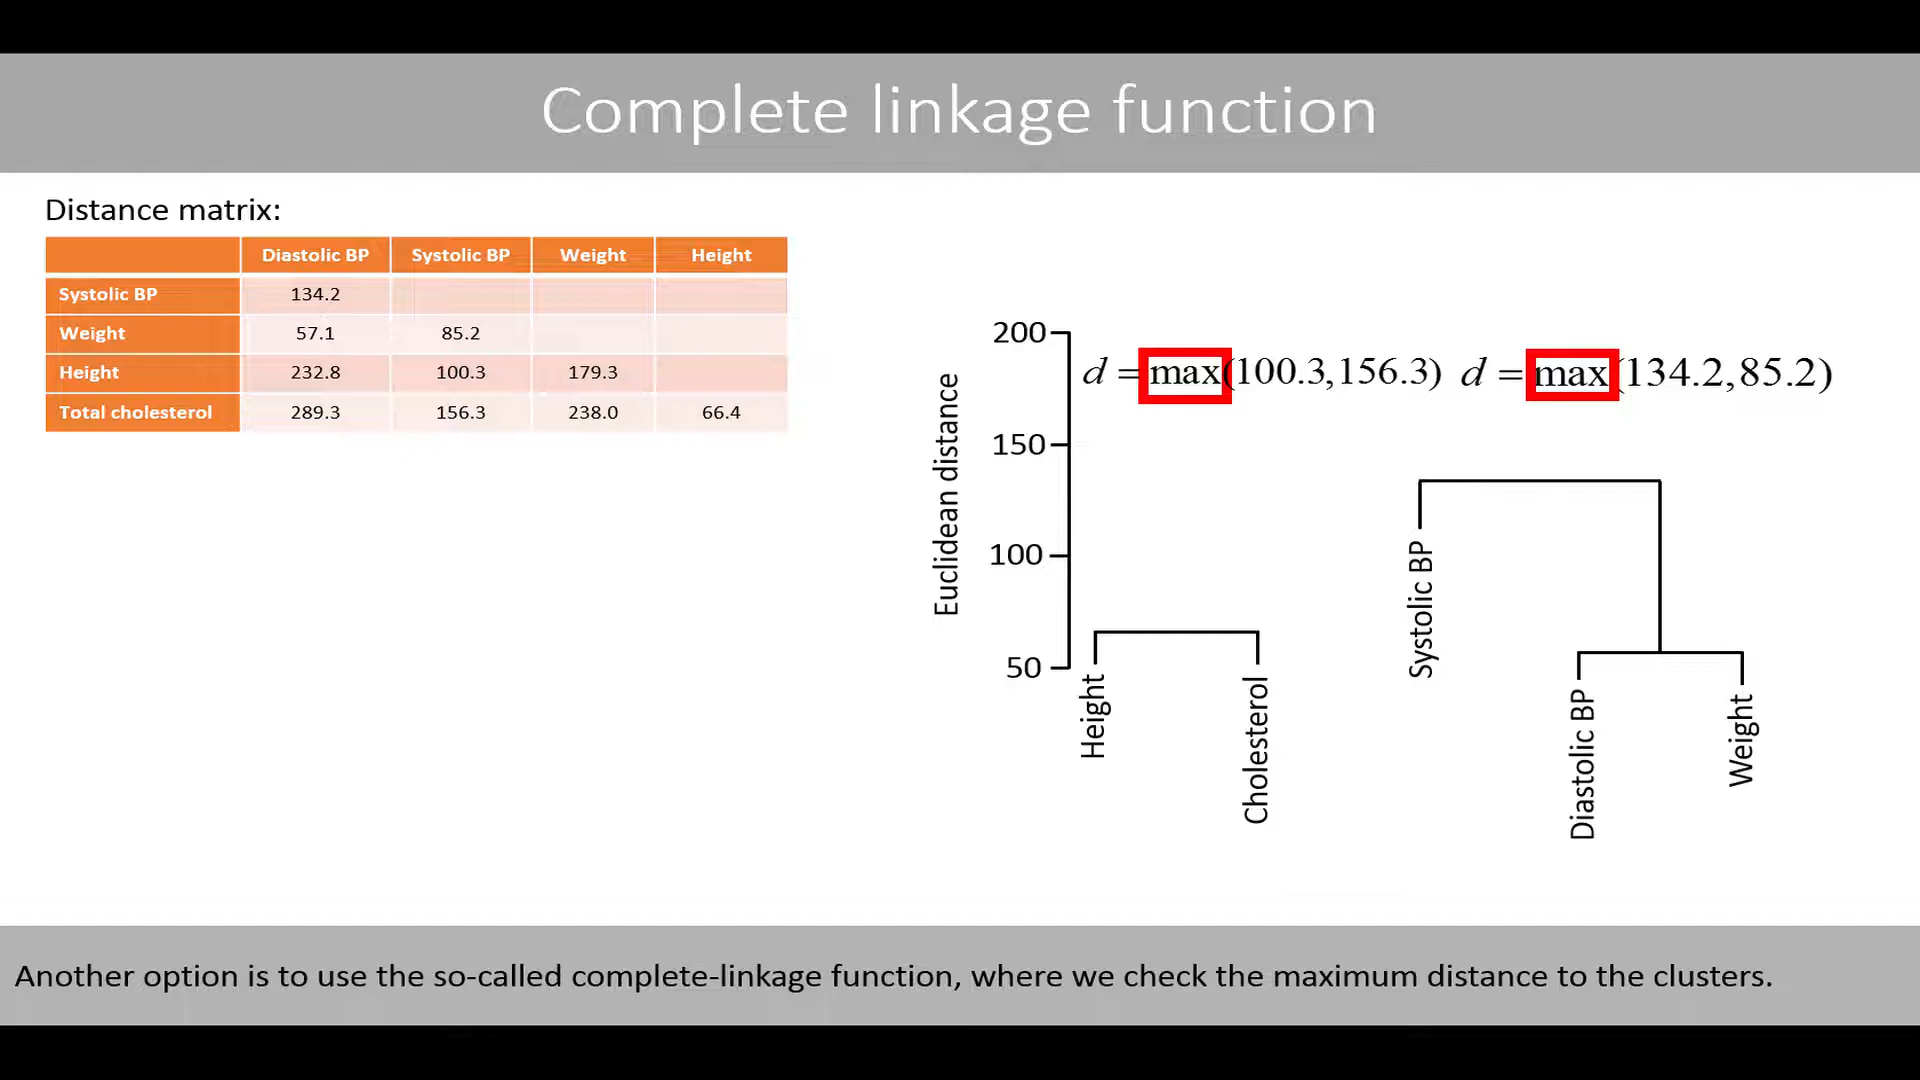 Complete linkage function
Distance matrix:
Diastolic BP Systolic BP Weight Height
Systolic BP 134.2
Weight 57.1 85.2
Height 232.8 100.3 179.3
Total cholesterol 289.3 156.3 238.0 66.4
Euclidean distance
200
150
100
50
d = max(100.3,156.3)
d = max(134.2,85.2)
Height
Cholesterol
Systolic BP
Diastolic BP
Weight
Another option is to use the so-called complete-linkage function, where we check the maximum distance to the clusters.